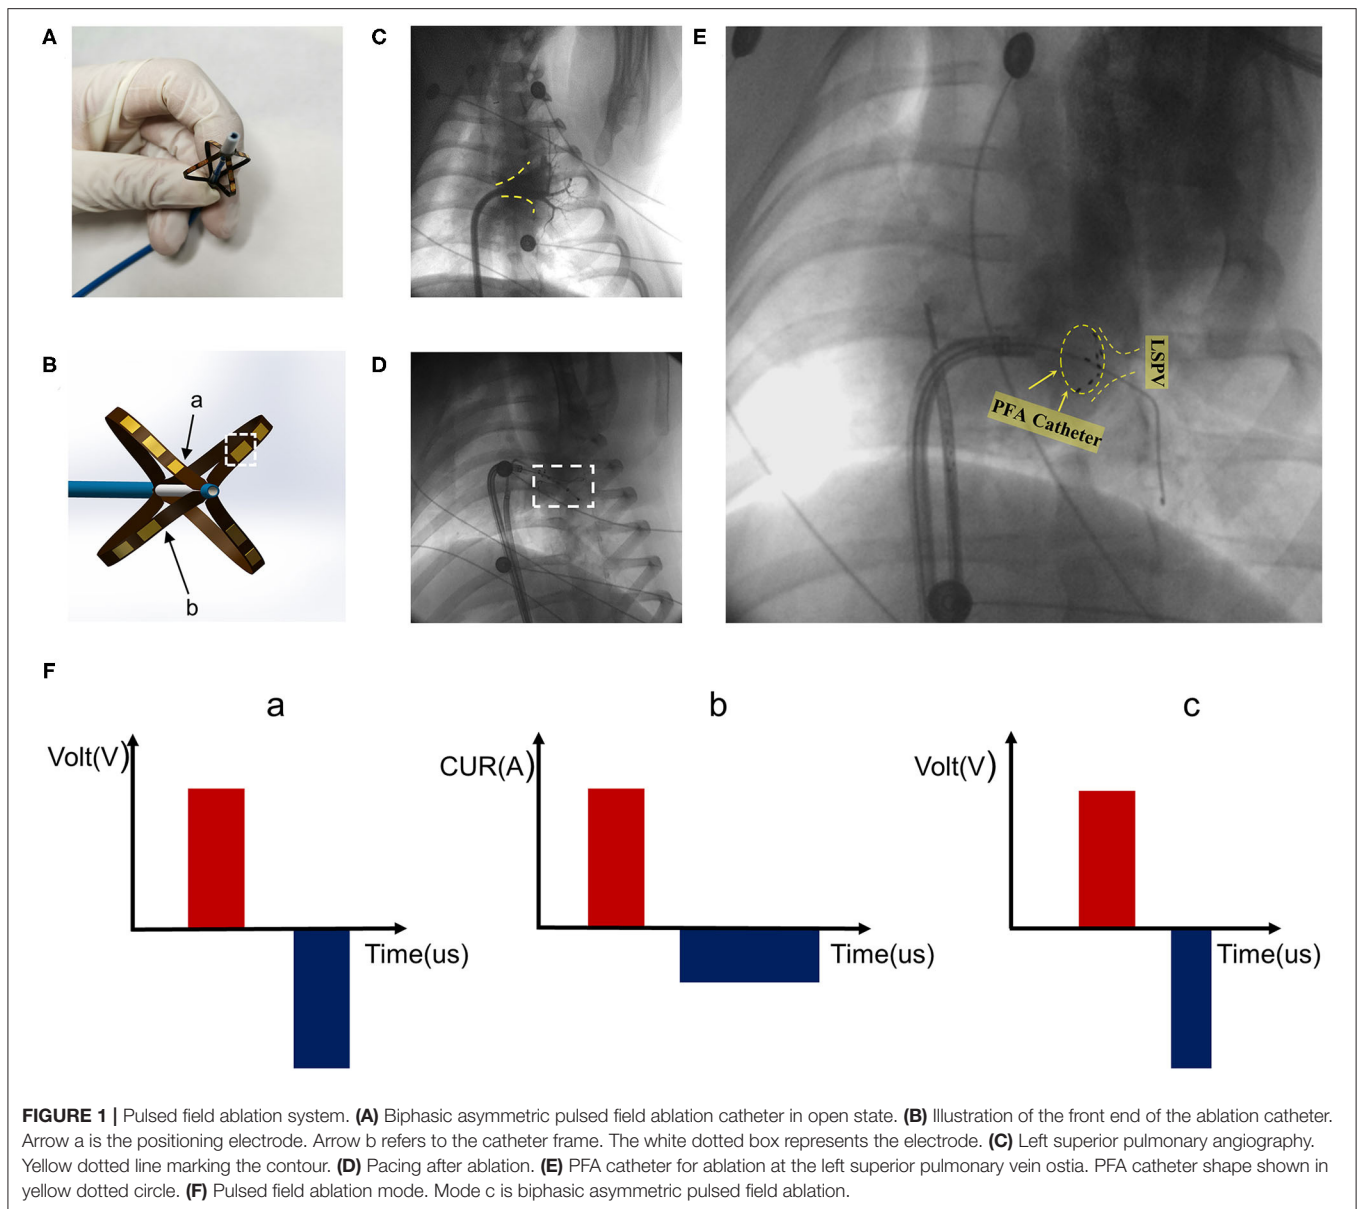 A
C
E
B
D
a
b
LSPV
PFA Catheter
F
a
b
c
Volt(V)
CUR(A)
Volt(V)
Time(us)
Time(us)
Time(us)
FIGURE 1 | Pulsed field ablation system. (A) Biphasic asymmetric pulsed field ablation catheter in open state. (B) Illustration of the front end of the ablation catheter.
Arrow a is the positioning electrode. Arrow b refers to the catheter frame. The white dotted box represents the electrode. (C) Left superior pulmonary angiography.
Yellow dotted line marking the contour. (D) Pacing after ablation. (E) PFA catheter for ablation at the left superior pulmonary vein ostia. PFA catheter shape shown in
yellow dotted circle. (F) Pulsed field ablation mode. Mode c is biphasic asymmetric pulsed field ablation.